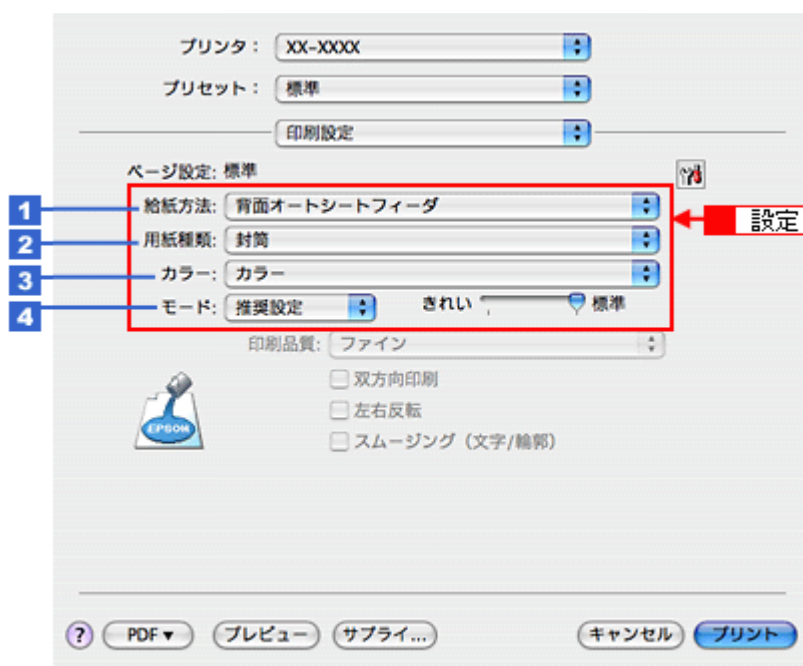 プリンタ： XX-XXXX
プリセット： 標準
印刷設定
ページ設定: 標準
1 給紙方法: 背面オートシートフィーダ
設定
2 用紙種類: 封筒
3 カラー: カラー
4 モード: 推奨設定 きれい 標準
印刷品質: ファイン
双方向印刷
左右反転
EPSON
スムージング（文字/輪郭）
? PDF▼ プレビュー サプライ... キャンセル プリント